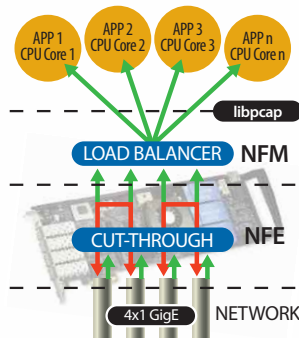 APP 1
CPU Core 1
APP 2
CPU Core 2
APP 3
CPU Core 3
APP n
CPU Core n
libpcap
LOAD BALANCER
NFM
CUT-THROUGH
NFE
4x1 GigE
NETWORK